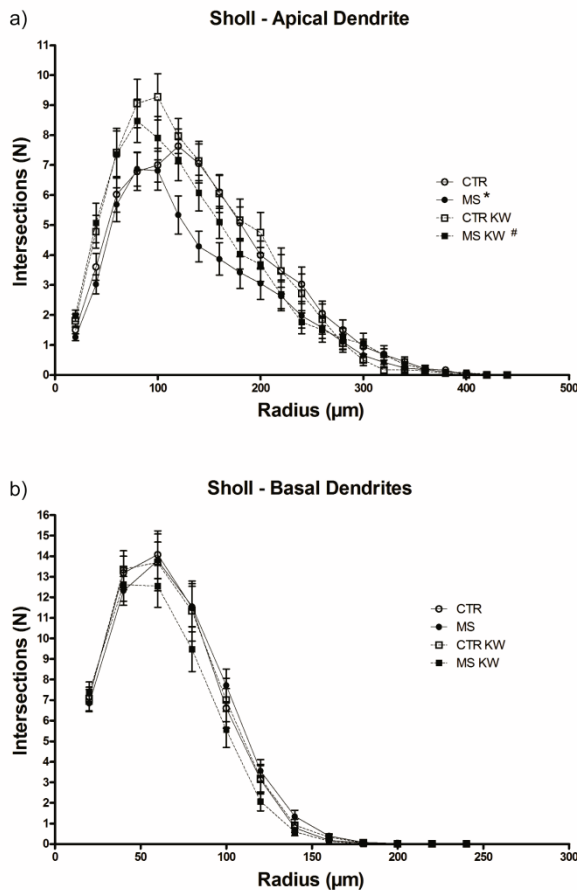 a)
Sholl - Apical Dendrite
Intersections (N)
11
10
9
8
7
6
5
4
3
2
1
0
0 100 200 300 400 500
Radius (µm)
CTR
MS *
CTR KW
MS KW #
b)
Sholl - Basal Dendrites
Intersections (N)
16
15
14
13
12
11
10
9
8
7
6
5
4
3
2
1
0
0 50 100 150 200 250 300
Radius (µm)
CTR
MS
CTR KW
MS KW